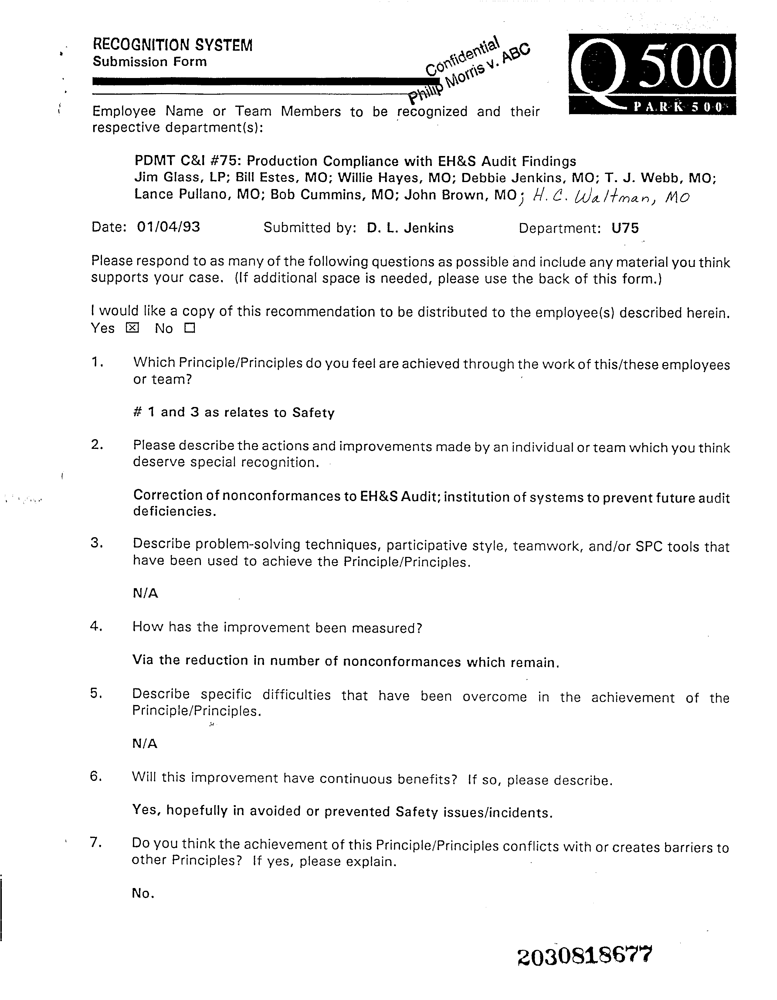 RECOGNITION SYSTEM
Submission Form
Confidential
Philip Morris v. ABC
Q500
PARK 500
Employee Name or Team Members to be recognized and their
respective department(s):
PDMT C&I #75: Production Compliance with EH&S Audit Findings
Jim Glass, LP; Bill Estes, MO; Willie Hayes, MO; Debbie Jenkins, MO; T. J. Webb, MO;
Lance Pullano, MO; Bob Cummins, MO; John Brown, MO; H. C. Waltman, MO
Date: 01/04/93 Submitted by: D. L. Jenkins Department: U75
Please respond to as many of the following questions as possible and include any material you think
supports your case. (If additional space is needed, please use the back of this form.)
I would like a copy of this recommendation to be distributed to the employee(s) described herein.
Yes ☒ No ☐
1. Which Principle/Principles do you feel are achieved through the work of this/these employees
or team?
# 1 and 3 as relates to Safety
2. Please describe the actions and improvements made by an individual or team which you think
deserve special recognition.
Correction of nonconformances to EH&S Audit; institution of systems to prevent future audit
deficiencies.
3. Describe problem-solving techniques, participative style, teamwork, and/or SPC tools that
have been used to achieve the Principle/Principles.
N/A
4. How has the improvement been measured?
Via the reduction in number of nonconformances which remain.
5. Describe specific difficulties that have been overcome in the achievement of the
Principle/Principles.
N/A
6. Will this improvement have continuous benefits? If so, please describe.
Yes, hopefully in avoided or prevented Safety issues/incidents.
7. Do you think the achievement of this Principle/Principles conflicts with or creates barriers to
other Principles? If yes, please explain.
No.
2030818677